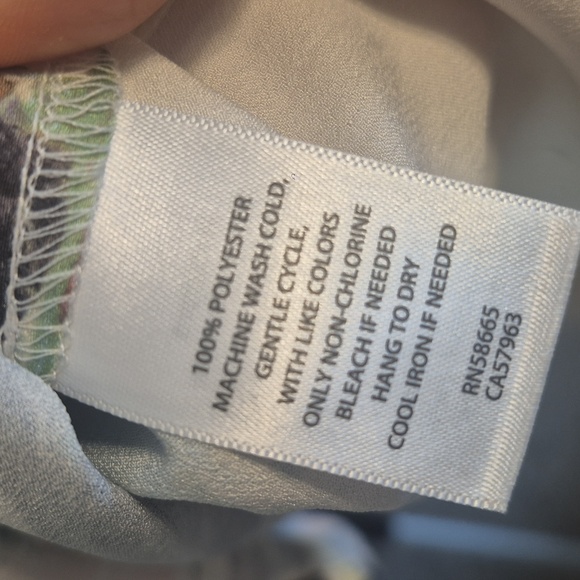 100% POLYESTER
MACHINE WASH COLD,
GENTLE CYCLE,
WITH LIKE COLORS
ONLY NON-CHLORINE
BLEACH IF NEEDED
HANG TO DRY
COOL IRON IF NEEDED
RN58665
CA57963